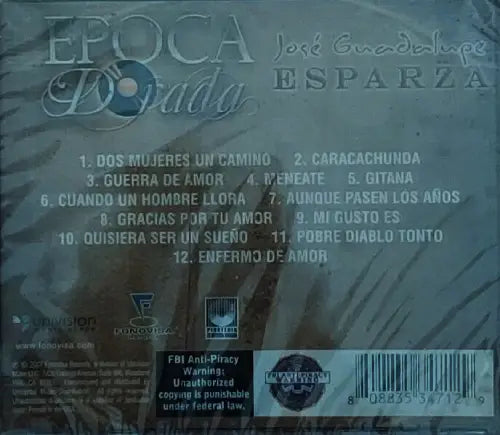 EPOCA
Dorada
José Guadalupe
ESPARZA
1. DOS MUJERES UN CAMINO 2. CARACACHUNDA
3. GUERRA DE AMOR 4. MENEATE 5. GITANA
6. CUANDO UN HOMBRE LLORA 7. AUNQUE PASEN LOS AÑOS
8. GRACIAS POR TU AMOR 9. MI GUSTO ES
10. QUISIERA SER UN SUEÑO 11. POBRE DIABLO TONTO
12. ENFERMO DE AMOR
univision
FONOVISA
www.fonovisa.com
FBI Anti-Piracy
Warning:
Unauthorized
copying is punishable
under federal law.
8 08835 34712 9